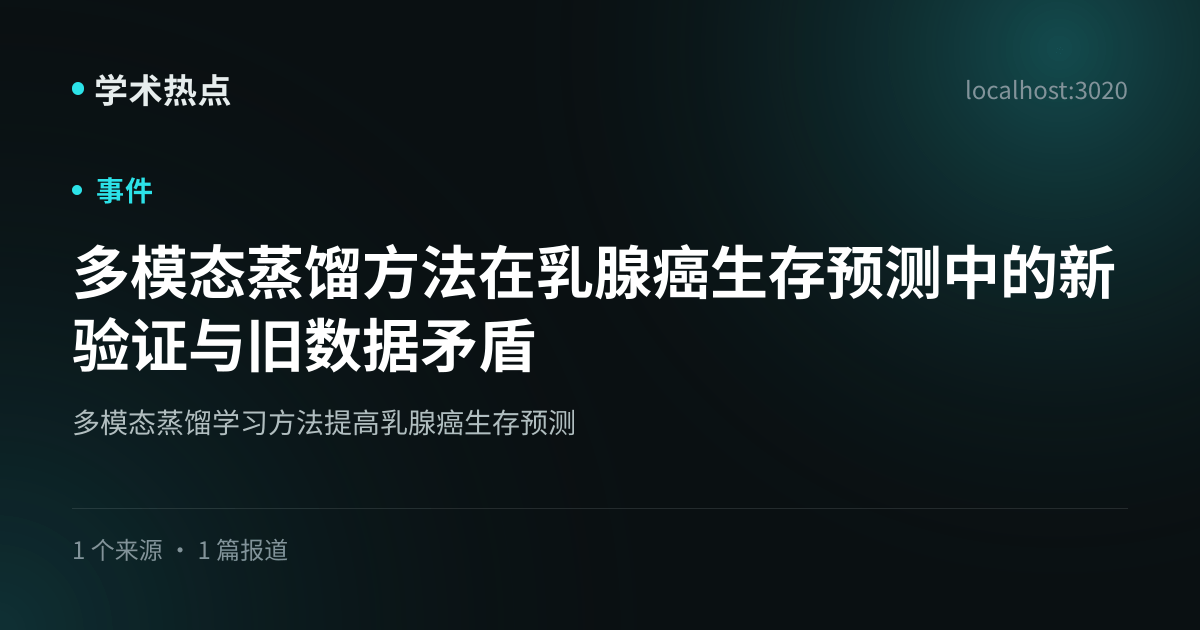 学术热点
localhost:3020
事件
多模态蒸馏方法在乳腺癌生存预测中的新
验证与旧数据矛盾
多模态蒸馏学习方法提高乳腺癌生存预测
1 个来源 · 1 篇报道